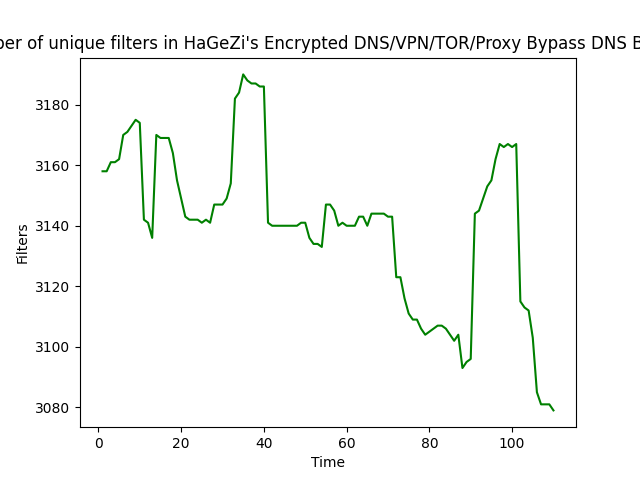 ber of unique filters in HaGeZi's Encrypted DNS/VPN/TOR/Proxy Bypass DNS B
3180
3160
3140
3120
3100
3080
Filters
0 20 40 60 80 100
Time